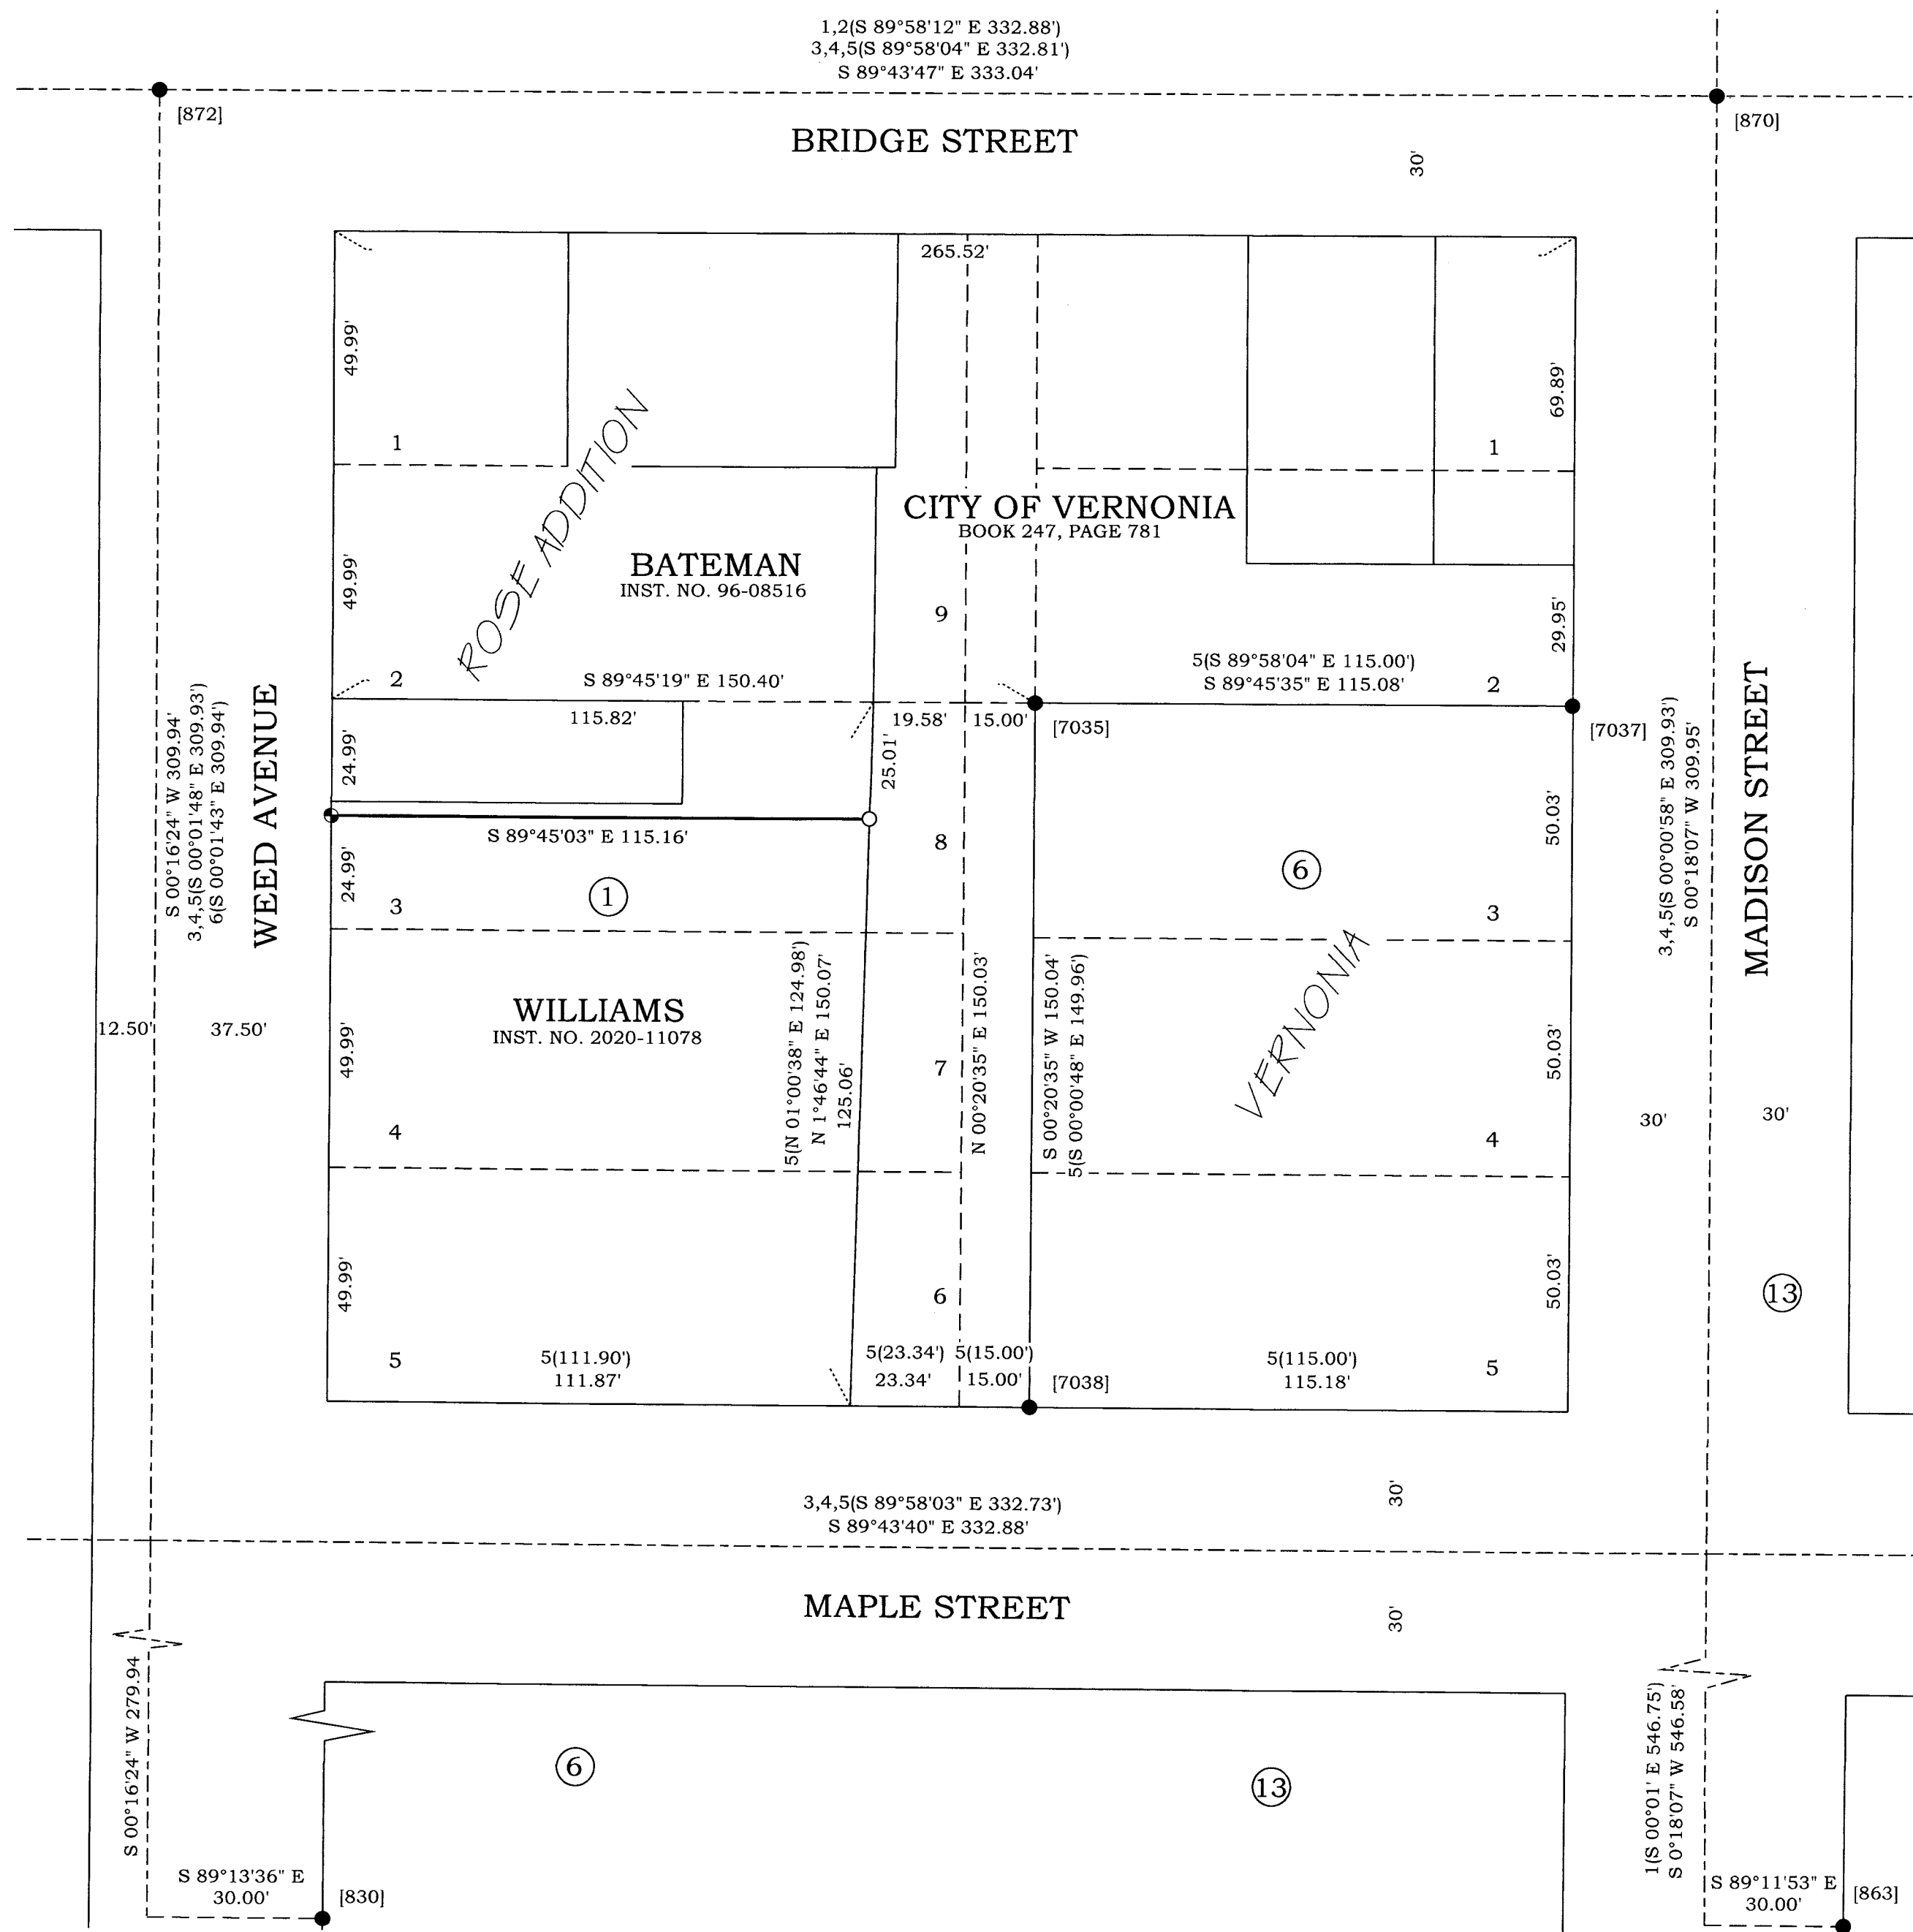 1,2(S 89°58'12" E 332.88')
3,4,5(S 89°58'04" E 332.81')
S 89°43'47" E 333.04'
[872]
[870]
BRIDGE STREET
30'
265.52'
49.99'
69.89'
1
1
ROSE ADDITION
CITY OF VERNONIA
BOOK 247, PAGE 781
BATEMAN
INST. NO. 96-08516
49.99'
9
29.95'
5(S 89°58'04" E 115.00')
S 89°45'35" E 115.08'
2
S 89°45'19" E 150.40'
2
115.82'
19.58'
15.00'
[7035]
[7037]
24.99'
25.01'
S 00°16'24" W 309.94'
3,4,5(S 00°01'48" E 309.93')
6(S 00°01'43" E 309.94')
WEED AVENUE
3,4,5(S 00°00'58" E 309.93')
S 00°18'07" W 309.95'
MADISON STREET
S 89°45'03" E 115.16'
8
50.03'
24.99'
3
1
6
3
5(N 01°00'38" E 124.98')
N 1°46'44" E 150.07'
125.06'
N 00°20'35" E 150.03'
S 00°20'35" W 150.04'
5(S 00°00'48" E 149.96')
VERNONIA
WILLIAMS
INST. NO. 2020-11078
12.50'
37.50'
49.99'
7
50.03'
30'
30'
4
4
49.99'
6
50.03'
13
5
5(111.90')
111.87'
5(23.34')
5(15.00')
23.34'
15.00'
[7038]
5(115.00')
115.18'
5
3,4,5(S 89°58'03" E 332.73')
S 89°43'40" E 332.88'
30'
MAPLE STREET
30'
S 00°16'24" W 279.94
1(S 00°01' E 546.75')
S 0°18'07" W 546.58'
6
13
S 89°13'36" E
30.00'
[830]
S 89°11'53" E
30.00'
[863]